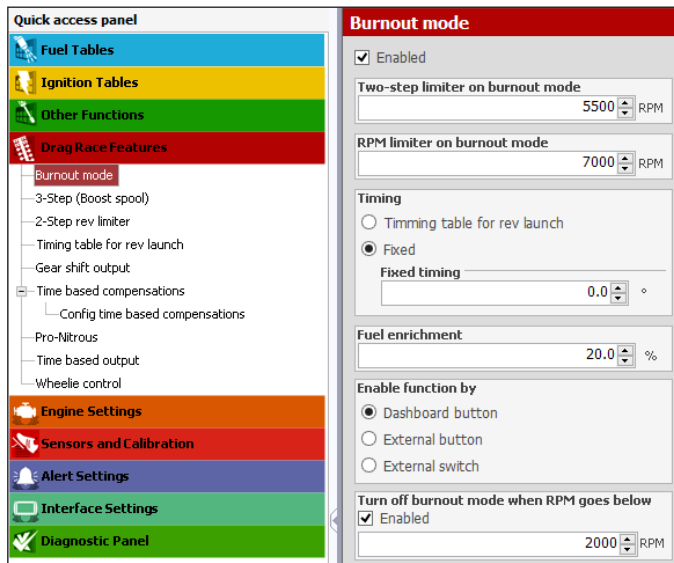 Quick access panel
Fuel Tables
Ignition Tables
Other Functions
Drag Race Features
Burnout mode
3-Step (Boost spool)
2-Step rev limiter
Timing table for rev launch
Gear shift output
Time based compensations
Config time based compensations
Pro-Nitrous
Time based output
Wheelie control
Engine Settings
Sensors and Calibration
Alert Settings
Interface Settings
Diagnostic Panel
Burnout mode
Enabled
Two-step limiter on burnout mode
5500 RPM
RPM limiter on burnout mode
7000 RPM
Timing
Timming table for rev launch
Fixed
Fixed timing
0.0 °
Fuel enrichment
20.0 %
Enable function by
Dashboard button
External button
External switch
Turn off burnout mode when RPM goes below
Enabled
2000 RPM